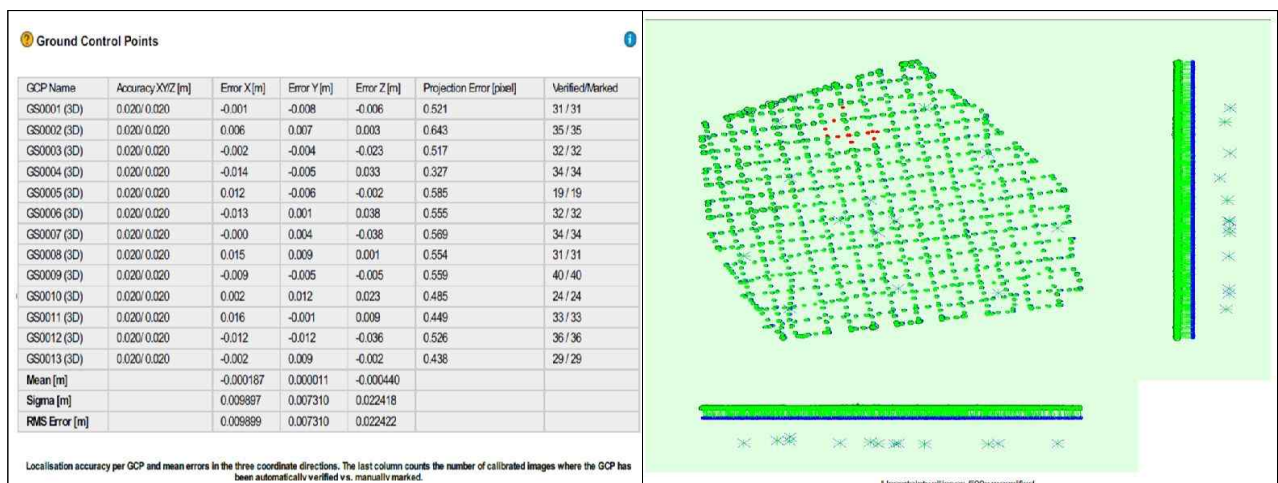 Ground Control Points
GCP Name Accuracy XY/Z [m] Error X [m] Error Y [m] Error Z [m] Projection Error [pixel] Verified/Marked
GS0001 (3D) 0.020/ 0.020 -0.001 -0.008 -0.006 0.521 31 / 31
GS0002 (3D) 0.020/ 0.020 0.006 0.007 0.003 0.643 35 / 35
GS0003 (3D) 0.020/ 0.020 -0.002 -0.004 -0.023 0.517 32 / 32
GS0004 (3D) 0.020/ 0.020 -0.014 -0.005 0.033 0.327 34 / 34
GS0005 (3D) 0.020/ 0.020 0.012 -0.006 -0.002 0.585 19 / 19
GS0006 (3D) 0.020/ 0.020 -0.013 0.001 0.038 0.555 32 / 32
GS0007 (3D) 0.020/ 0.020 -0.000 0.004 -0.038 0.569 34 / 34
GS0008 (3D) 0.020/ 0.020 0.015 0.009 0.001 0.554 31 / 31
GS0009 (3D) 0.020/ 0.020 -0.009 -0.005 -0.005 0.559 40 / 40
GS0010 (3D) 0.020/ 0.020 0.002 0.012 0.023 0.485 24 / 24
GS0011 (3D) 0.020/ 0.020 0.016 -0.001 0.009 0.449 33 / 33
GS0012 (3D) 0.020/ 0.020 -0.012 -0.012 -0.036 0.526 36 / 36
GS0013 (3D) 0.020/ 0.020 -0.002 0.009 -0.002 0.438 29 / 29
Mean [m] -0.000187 0.000011 -0.000440
Sigma [m] 0.009897 0.007310 0.022418
RMS Error [m] 0.009899 0.007310 0.022422
Localisation accuracy per GCP and mean errors in the three coordinate directions. The last column counts the number of calibrated images where the GCP has
been automatically verified vs. manually marked.